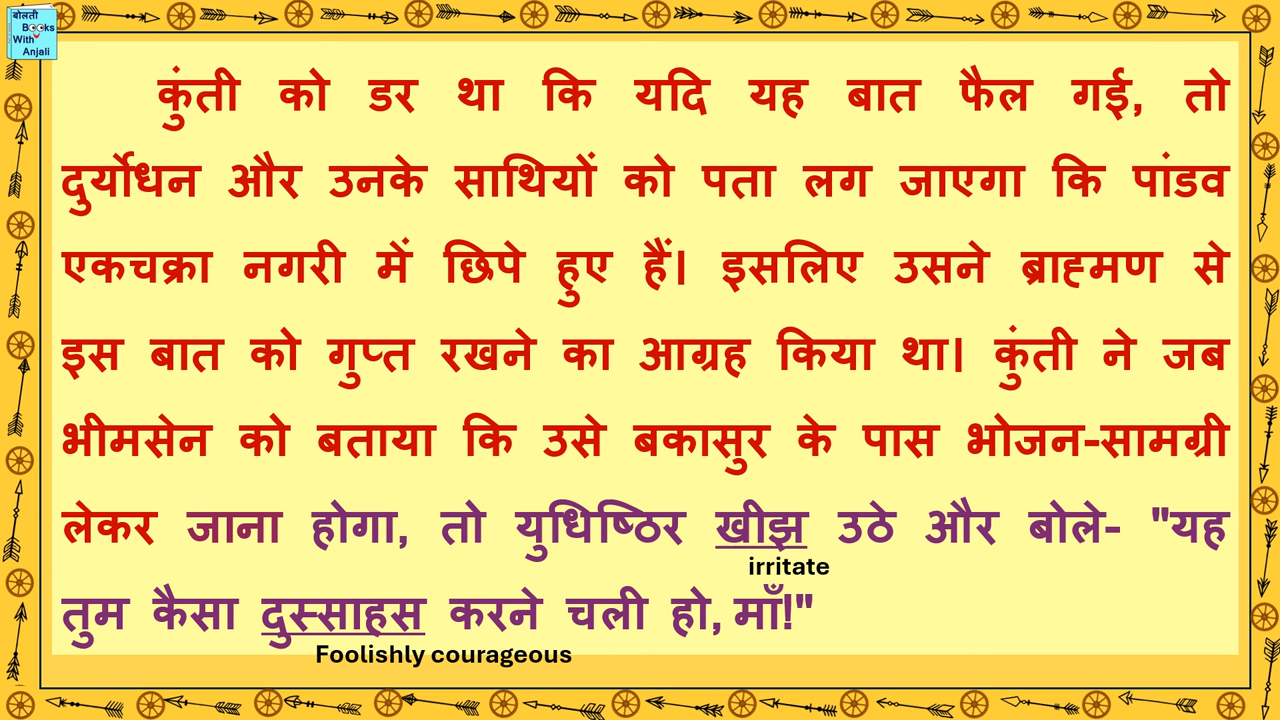 बोलती
Books
With
Anjali
कुंती को डर था कि यदि यह बात फैल गई, तो
दुर्योधन और उनके साथियों को पता लग जाएगा कि पांडव
एकचक्रा नगरी में छिपे हुए हैं। इसलिए उसने ब्राह्मण से
इस बात को गुप्त रखने का आग्रह किया था। कुंती ने जब
भीमसेन को बताया कि उसे बकासुर के पास भोजन-सामग्री
लेकर जाना होगा, तो युधिष्ठिर खीझ उठे और बोले- "यह
irritate
तुम कैसा दुस्साहस करने चली हो, माँ!"
Foolishly courageous